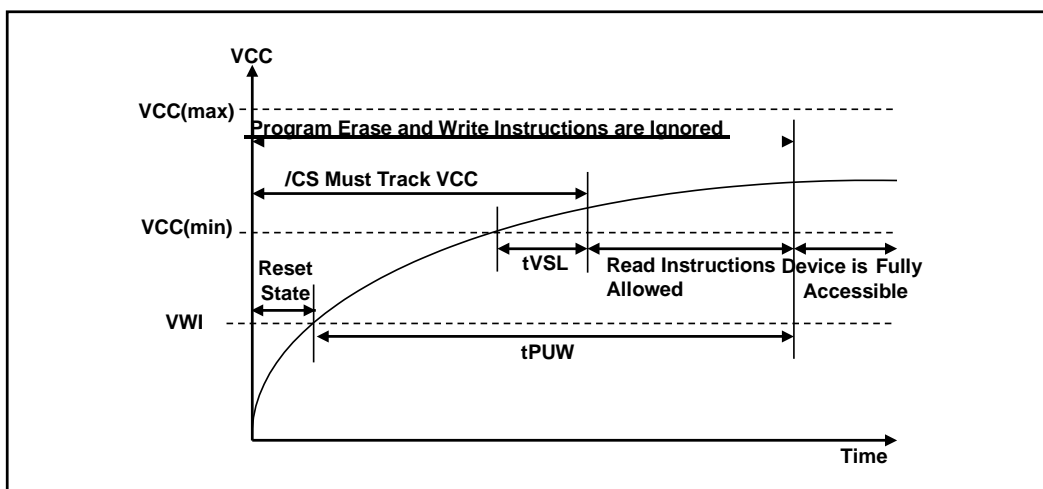 VCC
VCC(max)
Program Erase and Write Instructions are Ignored
/CS Must Track VCC
VCC(min)
tVSL
Read Instructions Allowed
Device is Fully Accessible
Reset
State
VWI
tPUW
Time